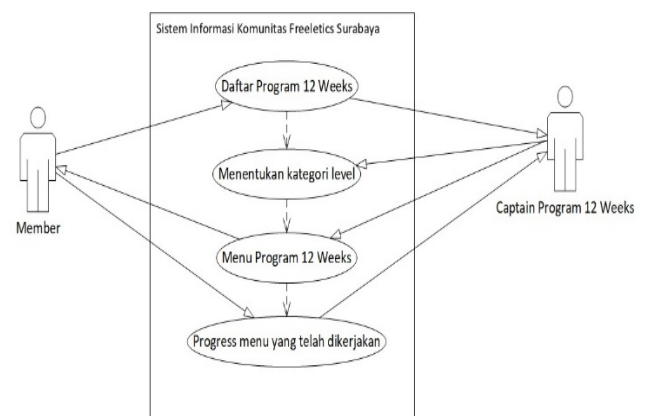 Sistem Informasi Komunitas Freeletics Surabaya
Daftar Program 12 Weeks
Menentukan kategori level
Captain Program 12 Weeks
Member
Menu Program 12 Weeks
Progress menu yang telah dikerjakan